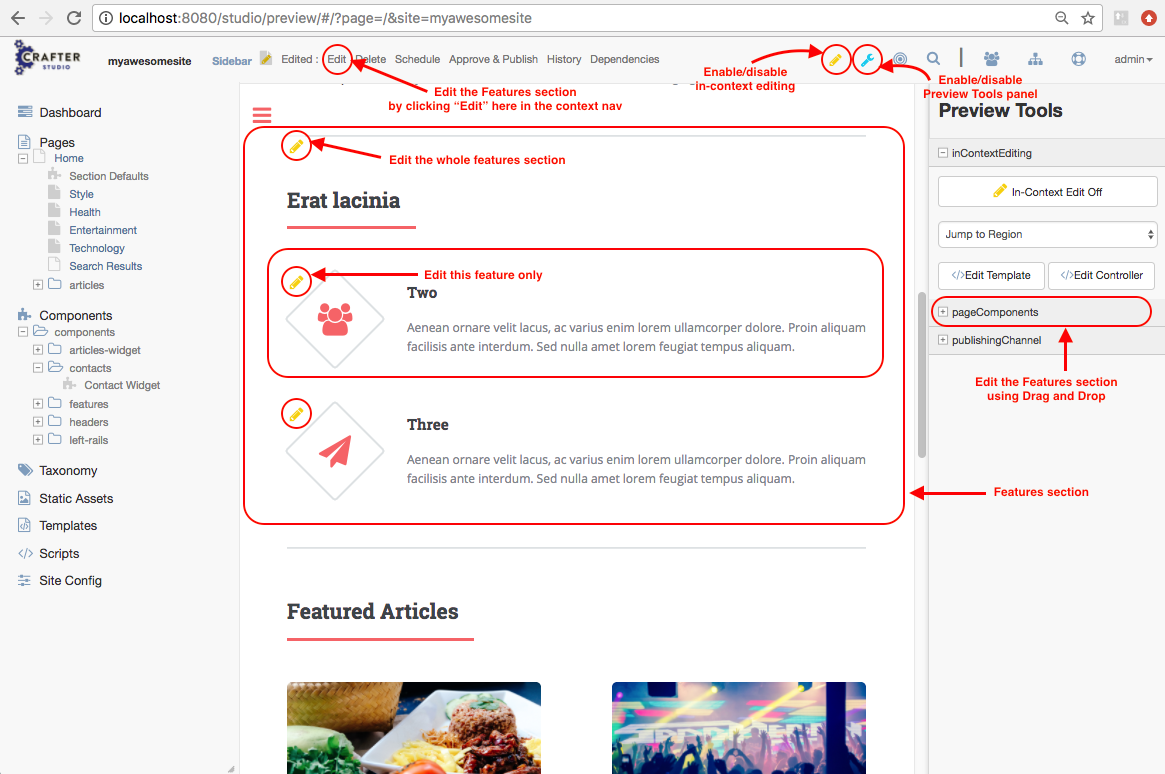 localhost:8080/studio/preview/#/?page=/&site=myawesomesite
CRAFTER
STUDIO
myawesomesite
Sidebar
Edited :
Edit
Delete
Schedule
Approve & Publish
History
Dependencies
admin
Enable/disable
in-context editing
Enable/disable
Preview Tools panel
Edit the Features section
by clicking “Edit” here in the context nav
Dashboard
Pages
Home
Section Defaults
Style
Health
Entertainment
Technology
Search Results
articles
Components
components
articles-widget
contacts
Contact Widget
features
headers
left-rails
Taxonomy
Static Assets
Templates
Scripts
Site Config
Edit the whole features section
Erat lacinia
Edit this feature only
Two
Aenean ornare velit lacus, ac varius enim lorem ullamcorper dolore. Proin aliquam
facilisis ante interdum. Sed nulla amet lorem feugiat tempus aliquam.
Three
Aenean ornare velit lacus, ac varius enim lorem ullamcorper dolore. Proin aliquam
facilisis ante interdum. Sed nulla amet lorem feugiat tempus aliquam.
Featured Articles
Preview Tools
inContextEditing
In-Context Edit Off
Jump to Region
</>Edit Template
</>Edit Controller
pageComponents
publishingChannel
Edit the Features section
using Drag and Drop
Features section